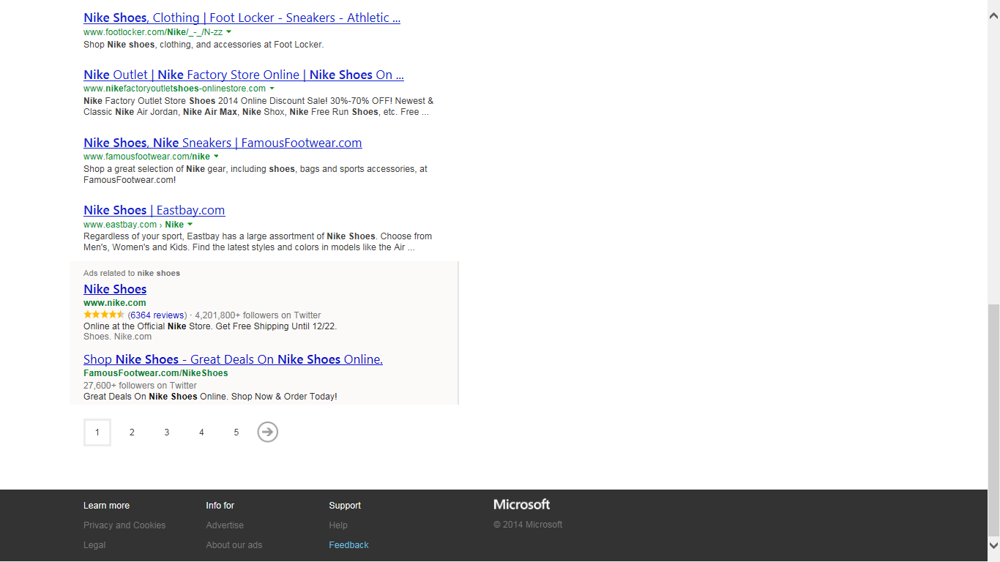 Nike Shoes, Clothing | Foot Locker - Sneakers - Athletic ...
www.footlocker.com/Nike/_-_/N-zz
Shop Nike shoes, clothing, and accessories at Foot Locker.
Nike Outlet | Nike Factory Store Online | Nike Shoes On ...
www.nikefactoryoutletshoes-onlinestore.com
Nike Factory Outlet Store Shoes 2014 Online Discount Sale! 30%-70% OFF! Newest &
Classic Nike Air Jordan, Nike Air Max, Nike Shox, Nike Free Run Shoes, etc. Free ...
Nike Shoes, Nike Sneakers | FamousFootwear.com
www.famousfootwear.com/nike
Shop a great selection of Nike gear, including shoes, bags and sports accessories, at
FamousFootwear.com!
Nike Shoes | Eastbay.com
www.eastbay.com › Nike
Regardless of your sport, Eastbay has a large assortment of Nike Shoes. Choose from
Men's, Women's and Kids. Find the latest styles and colors in models like the Air ...
Ads related to nike shoes
Nike Shoes
www.nike.com
(6364 reviews) · 4,201,800+ followers on Twitter
Online at the Official Nike Store. Get Free Shipping Until 12/22.
Shoes. Nike.com
Shop Nike Shoes - Great Deals On Nike Shoes Online.
FamousFootwear.com/NikeShoes
27,600+ followers on Twitter
Great Deals On Nike Shoes Online. Shop Now & Order Today!
1 2 3 4 5
Learn more Info for Support Microsoft
Privacy and Cookies Advertise Help © 2014 Microsoft
Legal About our ads Feedback